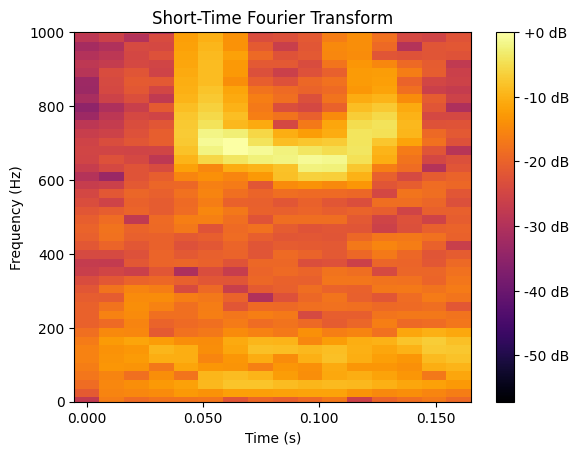 Short-Time Fourier Transform
1000
800
600
400
200
0
Frequency (Hz)
0.000
0.050
0.100
0.150
Time (s)
+0 dB
-10 dB
-20 dB
-30 dB
-40 dB
-50 dB